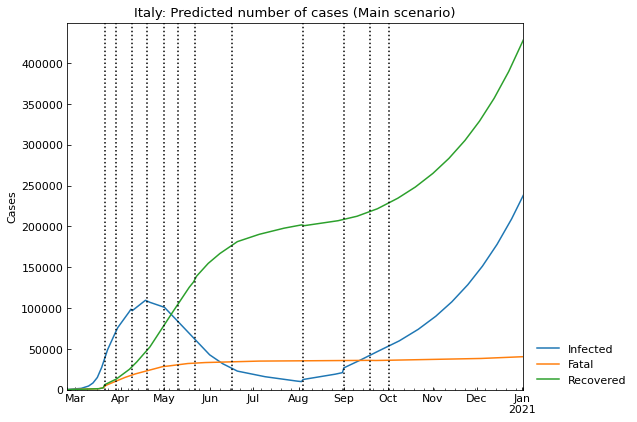 Italy: Predicted number of cases (Main scenario)
400000
350000
300000
250000
200000
150000
100000
50000
0
Cases
Mar Apr May Jun Jul Aug Sep Oct Nov Dec Jan
2021
Infected
Fatal
Recovered